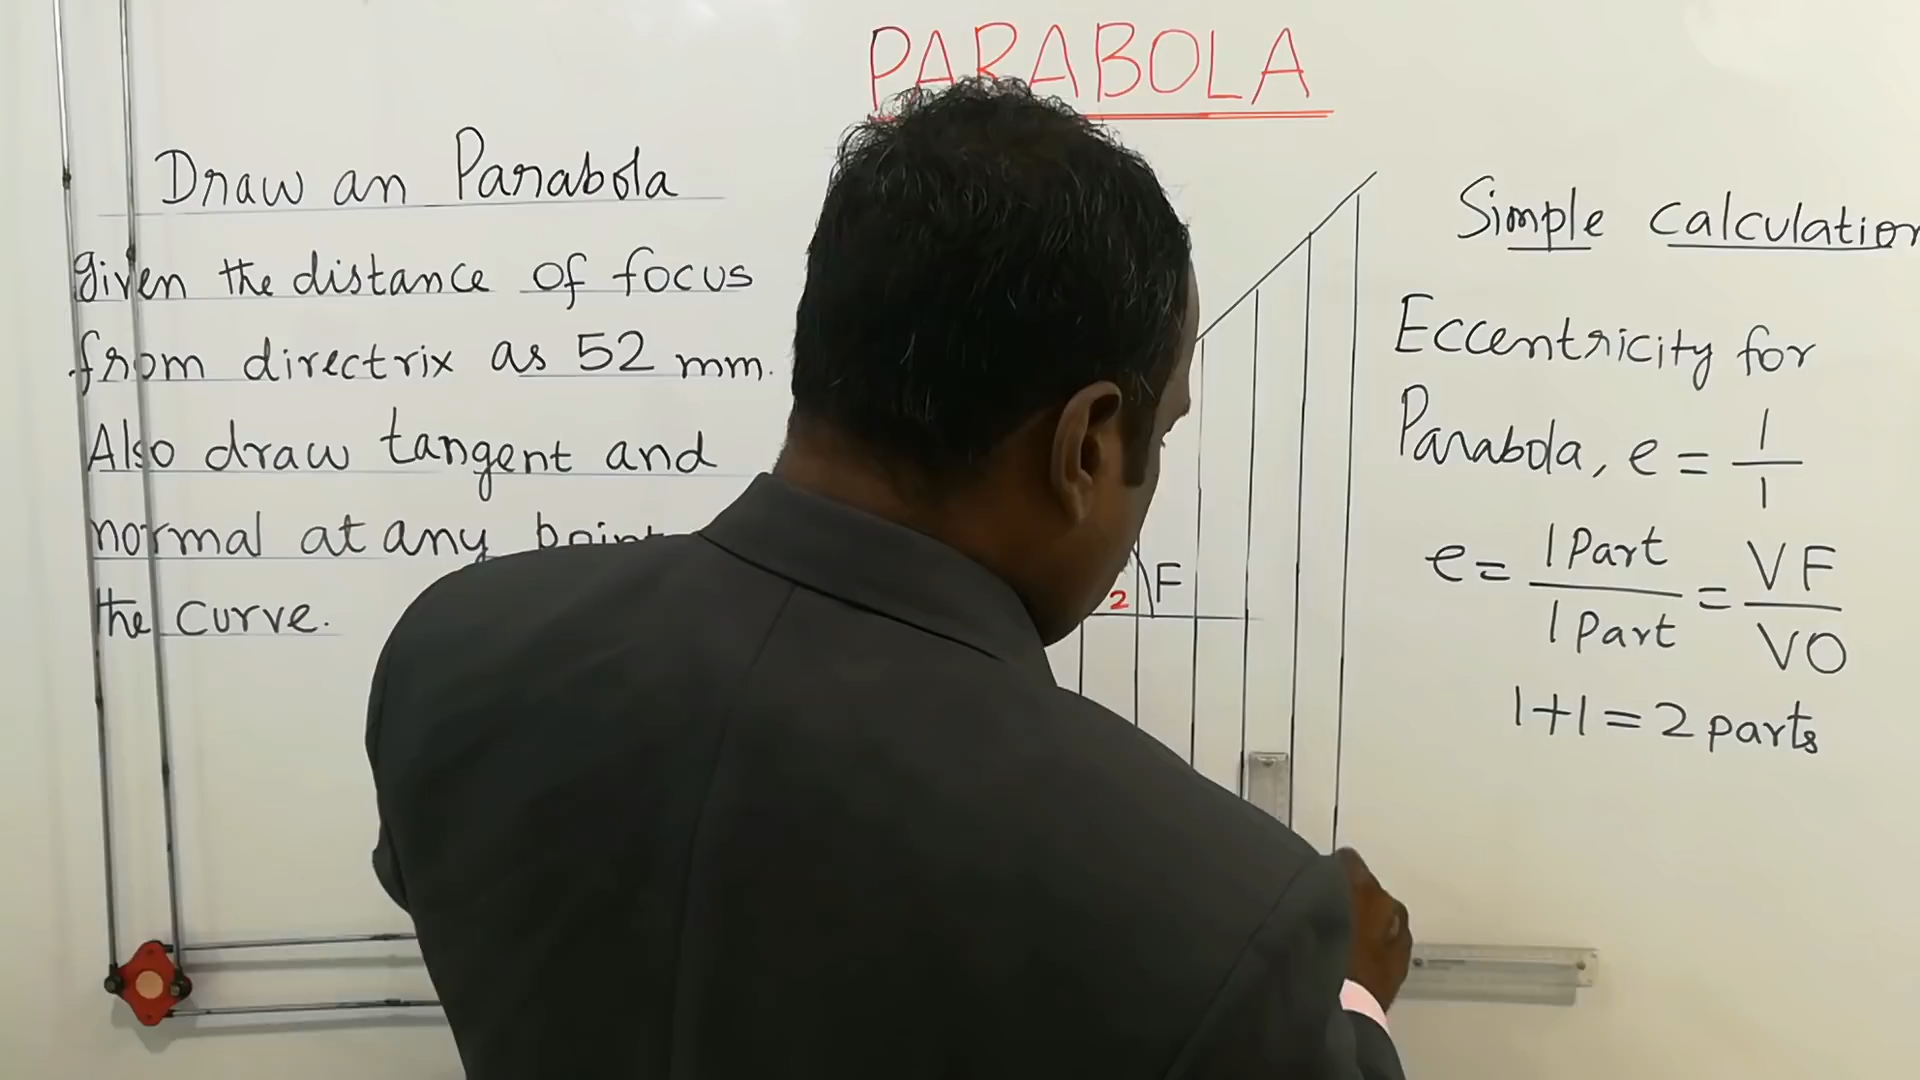 PARABOLA
Draw an Parabola
given the distance of focus
from directrix as 52 mm.
Also draw tangent and
normal at any point
the curve.
2 F
Simple calculation
Eccentricity for
Parabola, e = 1/1
e = 1 Part / 1 Part = VF / VO
1+1=2 parts